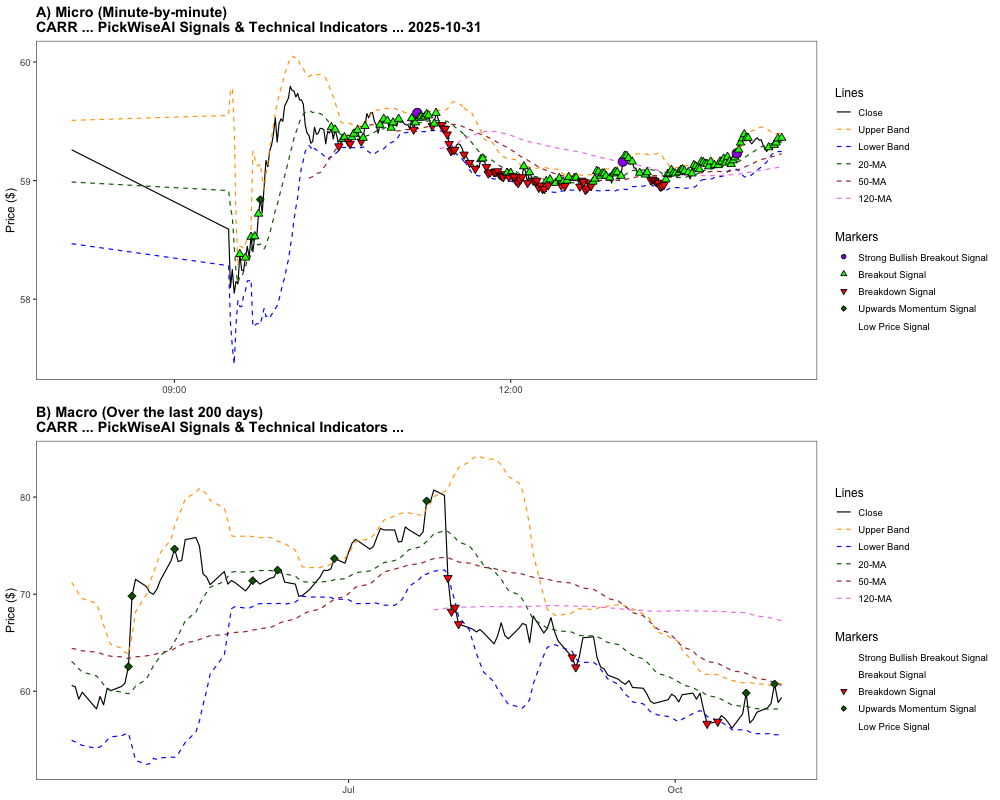 A) Micro (Minute-by-minute)
CARR ... PickWiseAI Signals & Technical Indicators ... 2025-10-31
60
59
58
Price ($)
09:00
12:00
Lines
Close
Upper Band
Lower Band
20-MA
50-MA
120-MA
Markers
Strong Bullish Breakout Signal
Breakout Signal
Breakdown Signal
Upwards Momentum Signal
Low Price Signal
B) Macro (Over the last 200 days)
CARR ... PickWiseAI Signals & Technical Indicators ...
80
70
60
Price ($)
Jul
Oct
Lines
Close
Upper Band
Lower Band
20-MA
50-MA
120-MA
Markers
Strong Bullish Breakout Signal
Breakout Signal
Breakdown Signal
Upwards Momentum Signal
Low Price Signal